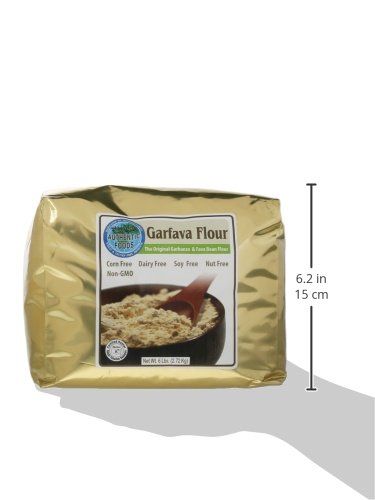 AUTHENTIC
FOODS
Garfava Flour
The Original Garbanzo & Fava Bean Flour
Corn Free Dairy Free Soy Free Nut Free
Non-GMO
Net Wt. 6 Lbs. (2.72 Kg)
6.2 in
15 cm